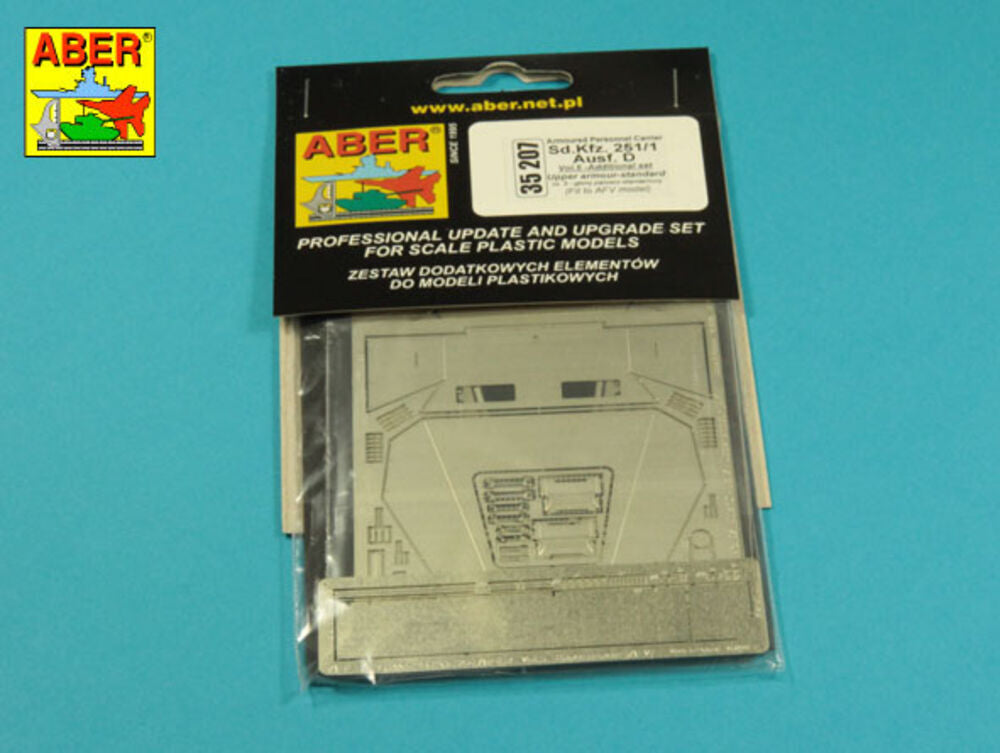 ABER®
www.aber.net.pl
ABER®
SINCE 1995
35 207
Armoured Personnel Carrier
Sd.Kfz. 251/1
Ausf. D
Additional set
Upper armour-standard
(Fit to AFV model)
PROFESSIONAL UPDATE AND UPGRADE SET
FOR SCALE PLASTIC MODELS
ZESTAW DODATKOWYCH ELEMENTÓW
DO MODELI PLASTIKOWYCH